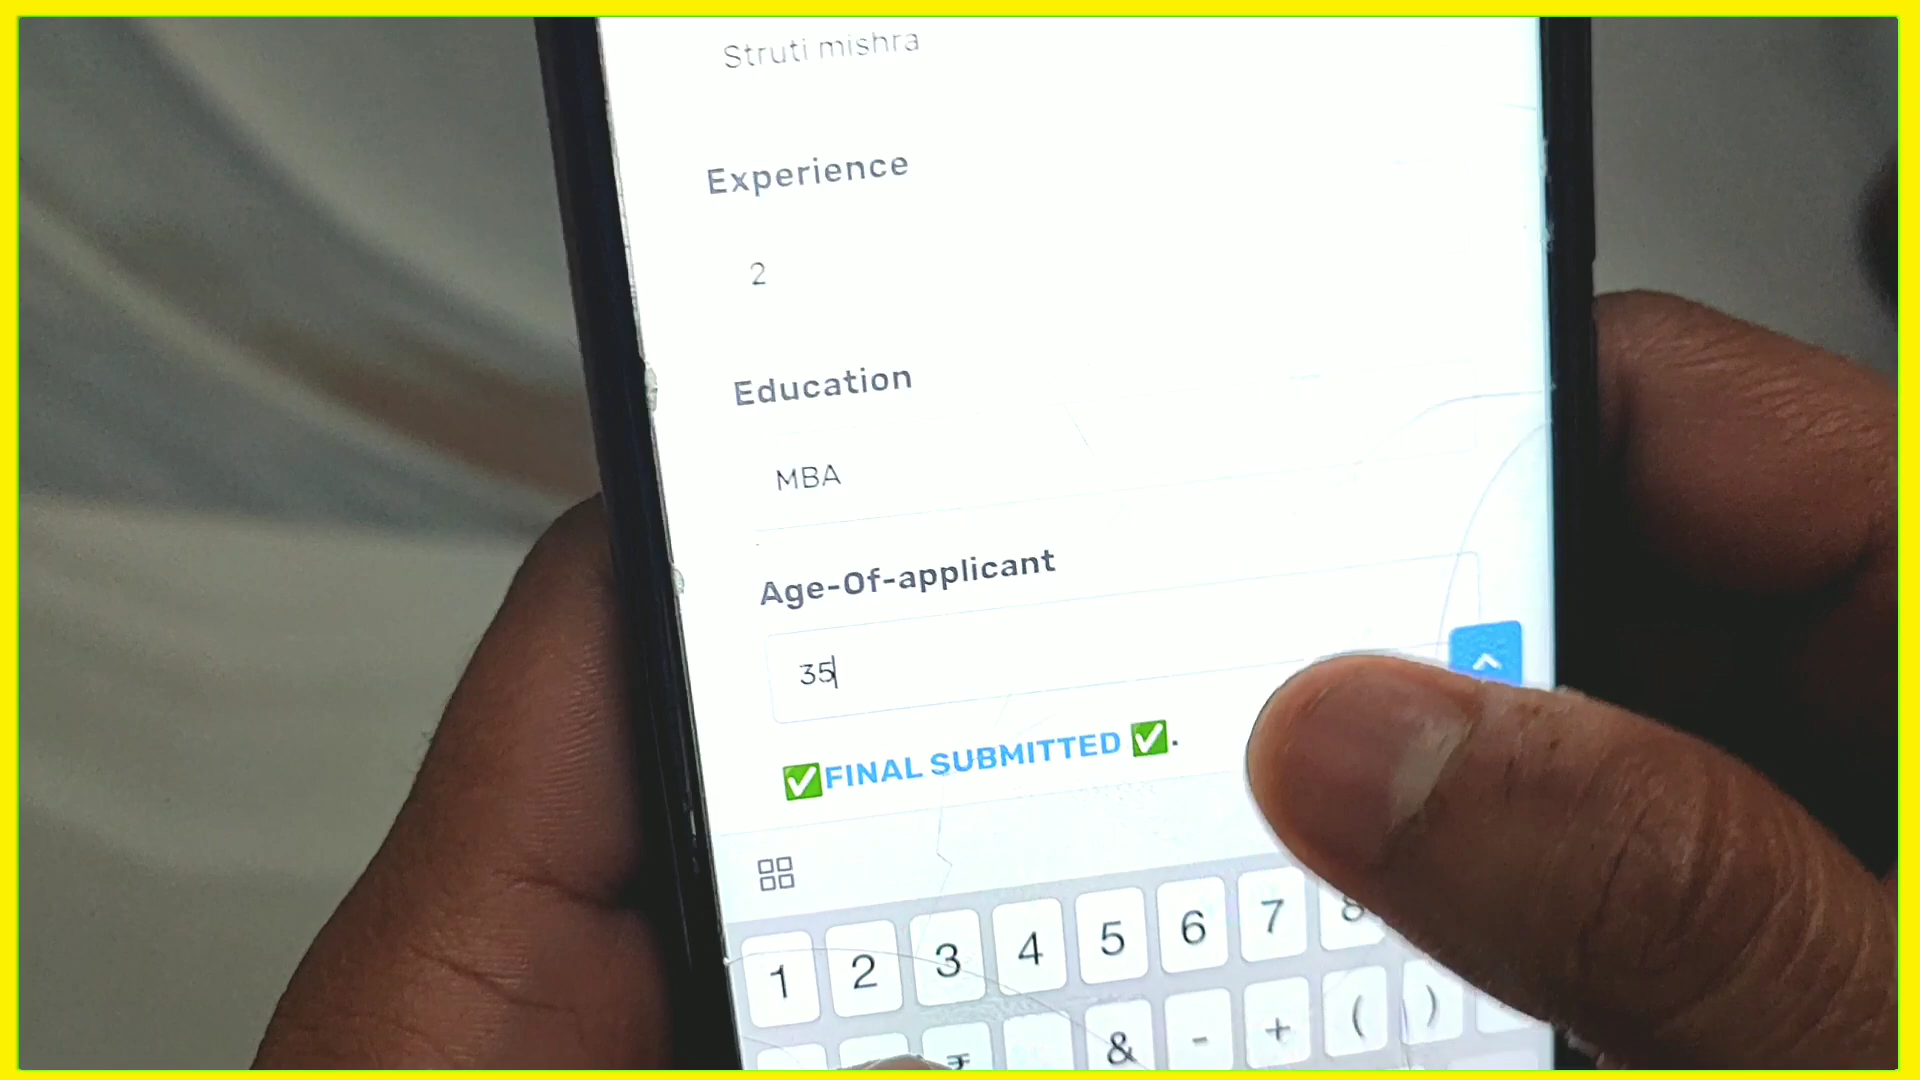 Struti mishra
Experience
2
Education
MBA
Age-Of-applicant
35
✅FINAL SUBMITTED ✅.
1 2 3 4 5 6 7 8
₹ & - + ( )